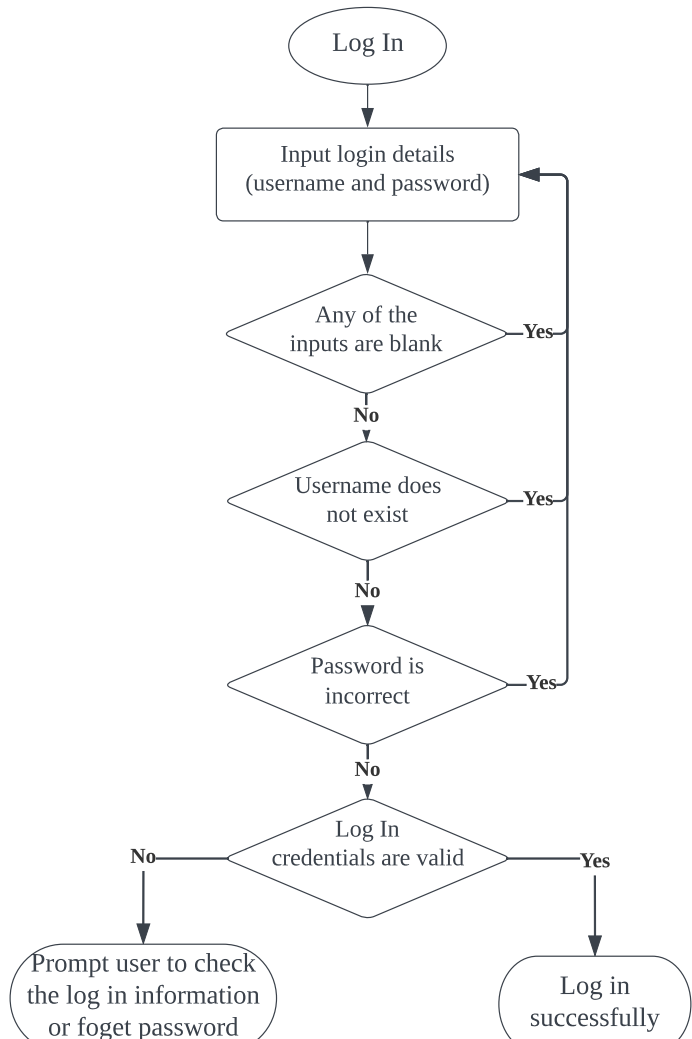 Log In
Input login details
(username and password)
Any of the
inputs are blank
Yes
No
Username does
not exist
Yes
No
Password is
incorrect
Yes
No
Log In
credentials are valid
No
Yes
Prompt user to check
the log in information
or foget password
Log in
successfully